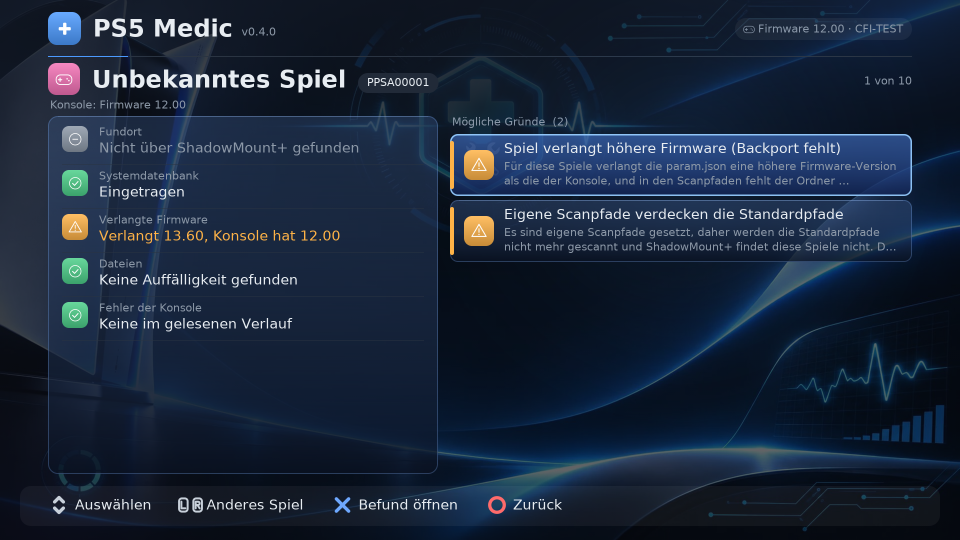 PS5 Medic v0.4.0
Firmware 12.00 · CFI-TEST
Unbekanntes Spiel PPSA00001
1 von 10
Konsole: Firmware 12.00
Fundort
Nicht über ShadowMount+ gefunden
Systemdatenbank
Eingetragen
Verlangte Firmware
Verlangt 13.60, Konsole hat 12.00
Dateien
Keine Auffälligkeit gefunden
Fehler der Konsole
Keine im gelesenen Verlauf
Mögliche Gründe (2)
Spiel verlangt höhere Firmware (Backport fehlt)
Für diese Spiele verlangt die param.json eine höhere Firmware-Version
als die der Konsole, und in den Scanpfaden fehlt der Ordner ...
Eigene Scanpfade verdecken die Standardpfade
Es sind eigene Scanpfade gesetzt, daher werden die Standardpfade
nicht mehr gescannt und ShadowMount+ findet diese Spiele nicht. D...
Auswählen
L R Anderes Spiel
Befund öffnen
Zurück